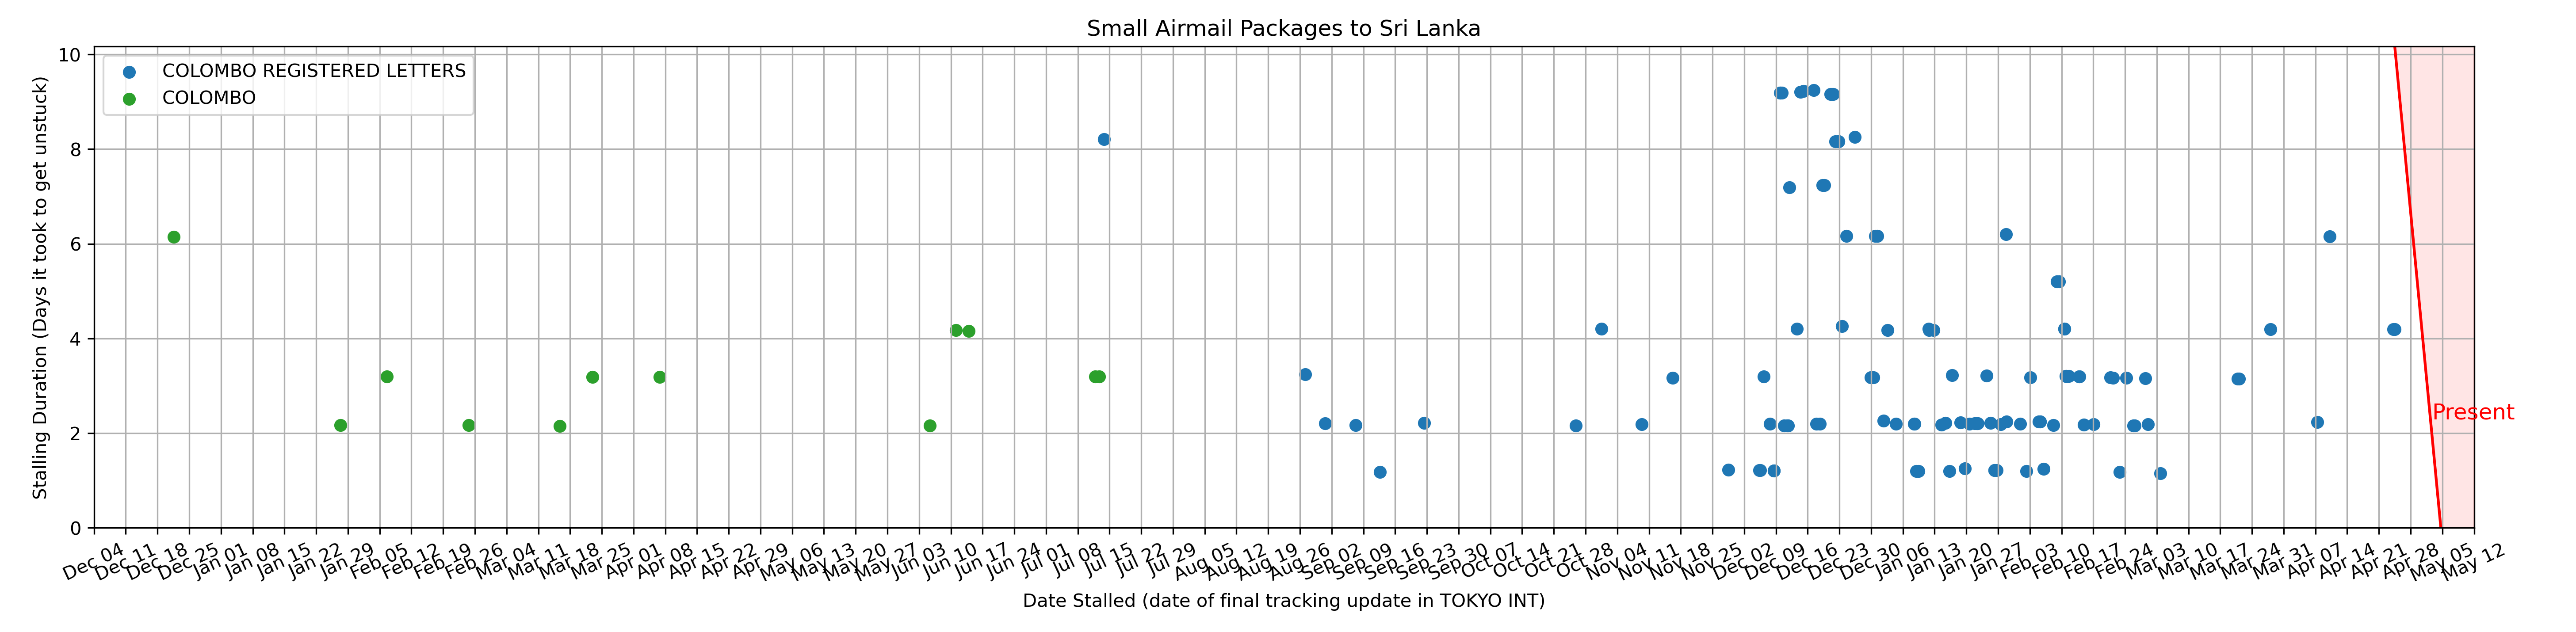 Small Airmail Packages to Sri Lanka
COLOMBO REGISTERED LETTERS
COLOMBO
Stalling Duration (Days it took to get unstuck)
10
8
6
4
2
0
Present
Dec 04
Dec 11
Dec 18
Dec 25
Jan 01
Jan 08
Jan 15
Jan 22
Jan 29
Feb 05
Feb 12
Feb 19
Feb 26
Mar 04
Mar 11
Mar 18
Mar 25
Apr 01
Apr 08
Apr 15
Apr 22
Apr 29
May 06
May 13
May 20
May 27
Jun 03
Jun 10
Jun 17
Jun 24
Jul 01
Jul 08
Jul 15
Jul 22
Jul 29
Aug 05
Aug 12
Aug 19
Aug 26
Sep 02
Sep 09
Sep 16
Sep 23
Sep 30
Oct 07
Oct 14
Oct 21
Oct 28
Nov 04
Nov 11
Nov 18
Nov 25
Dec 02
Dec 09
Dec 16
Dec 23
Dec 30
Jan 06
Jan 13
Jan 20
Jan 27
Feb 03
Feb 10
Feb 17
Feb 24
Mar 03
Mar 10
Mar 17
Mar 24
Mar 31
Apr 07
Apr 14
Apr 21
Apr 28
May 05
May 12
Date Stalled (date of final tracking update in TOKYO INT)